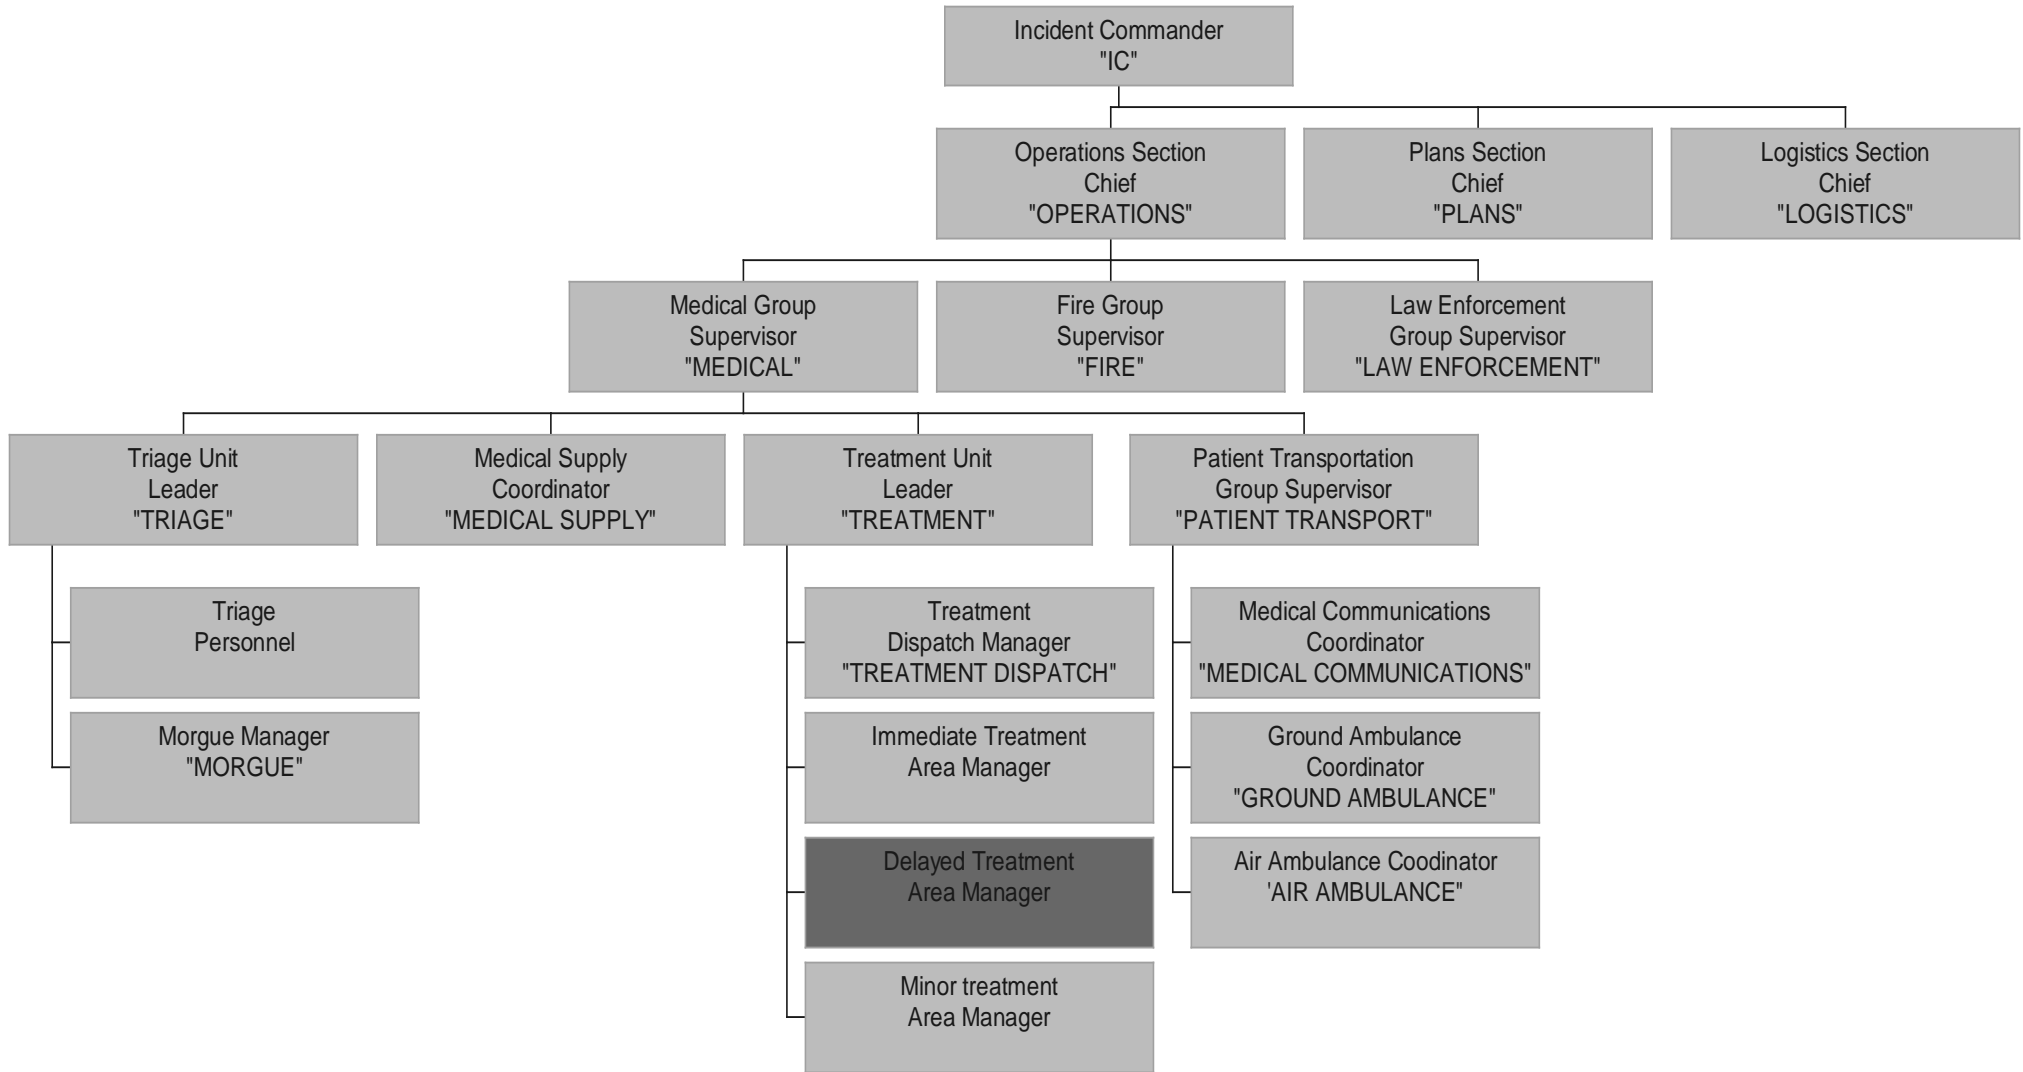 Incident Commander
"IC"
Operations Section
Chief
"OPERATIONS"
Plans Section
Chief
"PLANS"
Logistics Section
Chief
"LOGISTICS"
Medical Group
Supervisor
"MEDICAL"
Fire Group
Supervisor
"FIRE"
Law Enforcement
Group Supervisor
"LAW ENFORCEMENT"
Triage Unit
Leader
"TRIAGE"
Medical Supply
Coordinator
"MEDICAL SUPPLY"
Treatment Unit
Leader
"TREATMENT"
Patient Transportation
Group Supervisor
"PATIENT TRANSPORT"
Triage
Personnel
Morgue Manager
"MORGUE"
Treatment
Dispatch Manager
"TREATMENT DISPATCH"
Immediate Treatment
Area Manager
Delayed Treatment
Area Manager
Minor treatment
Area Manager
Medical Communications
Coordinator
"MEDICAL COMMUNICATIONS"
Ground Ambulance
Coordinator
"GROUND AMBULANCE"
Air Ambulance Coodinator
'AIR AMBULANCE"